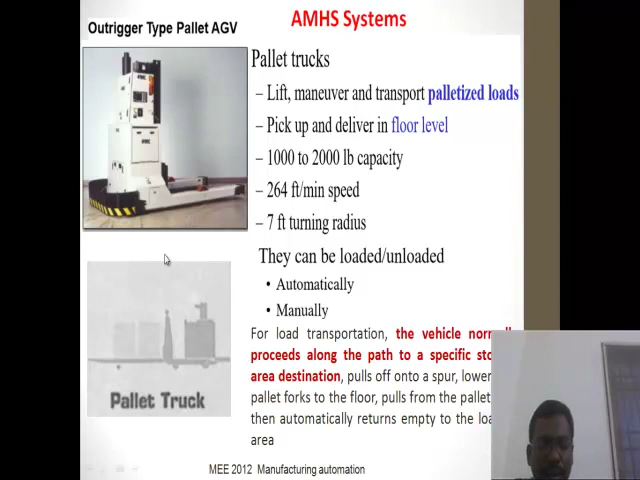 Outrigger Type Pallet AGV
AMHS Systems
Pallet trucks
– Lift, maneuver and transport palletized loads
– Pick up and deliver in floor level
– 1000 to 2000 lb capacity
– 264 ft/min speed
– 7 ft turning radius
They can be loaded/unloaded
• Automatically
• Manually
For load transportation, the vehicle
proceeds along the path to a specific
area destination, pulls off onto a spur,
pallet forks to the floor, pulls from the pallet
then automatically returns empty to the
area
Pallet Truck
MEE 2012 Manufacturing automation